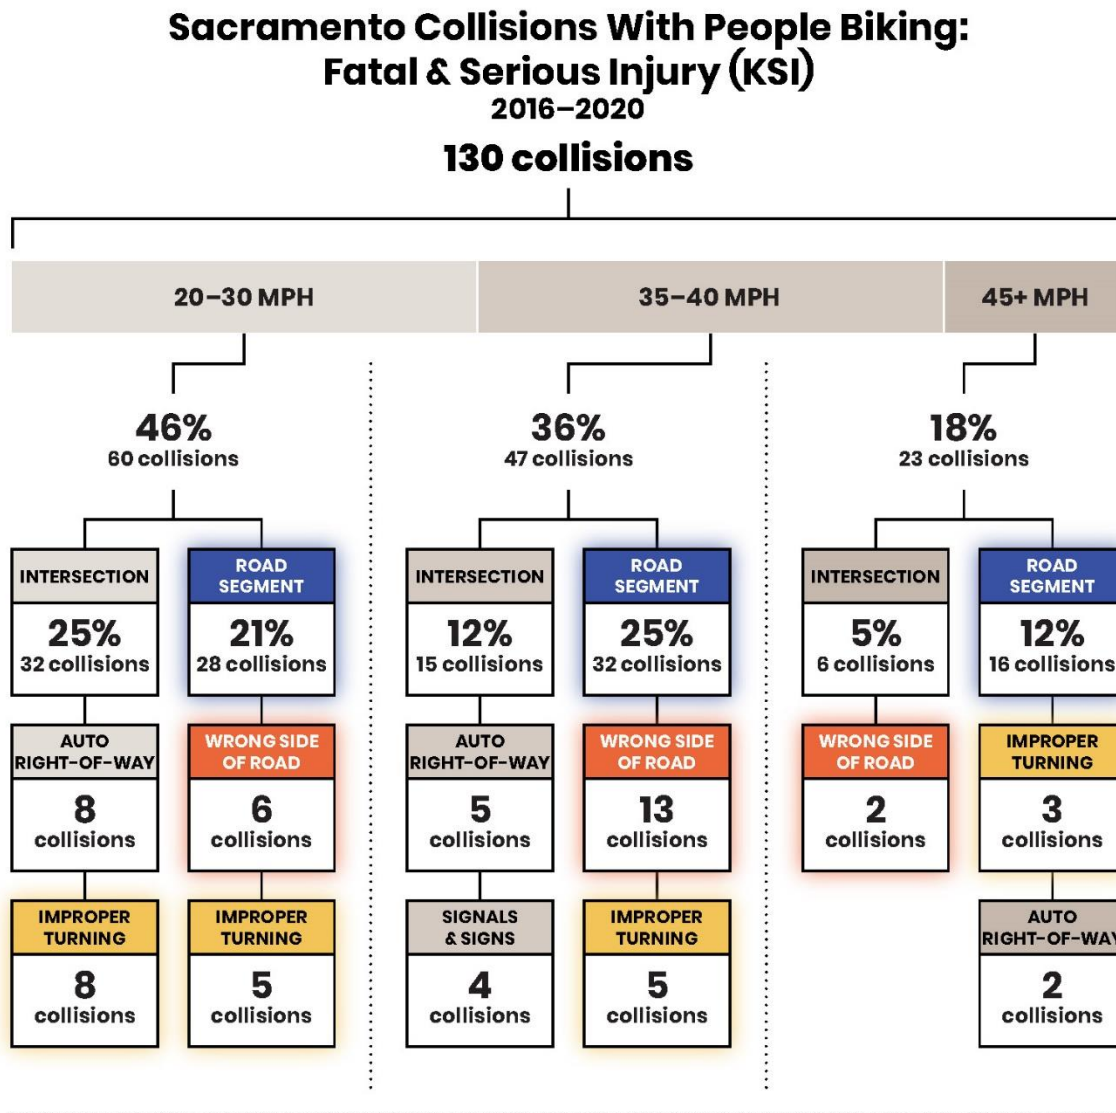 Sacramento Collisions With People Biking:
Fatal & Serious Injury (KSI)
2016–2020
130 collisions
20–30 MPH
35–40 MPH
45+ MPH
46%
60 collisions
36%
47 collisions
18%
23 collisions
INTERSECTION
25%
32 collisions
AUTO
RIGHT-OF-WAY
8
collisions
IMPROPER
TURNING
8
collisions
ROAD
SEGMENT
21%
28 collisions
WRONG SIDE
OF ROAD
6
collisions
IMPROPER
TURNING
5
collisions
INTERSECTION
12%
15 collisions
AUTO
RIGHT-OF-WAY
5
collisions
SIGNALS
& SIGNS
4
collisions
ROAD
SEGMENT
25%
32 collisions
WRONG SIDE
OF ROAD
13
collisions
IMPROPER
TURNING
5
collisions
INTERSECTION
5%
6 collisions
WRONG SIDE
OF ROAD
2
collisions
ROAD
SEGMENT
12%
16 collisions
IMPROPER
TURNING
3
collisions
AUTO
RIGHT-OF-WAY
2
collisions